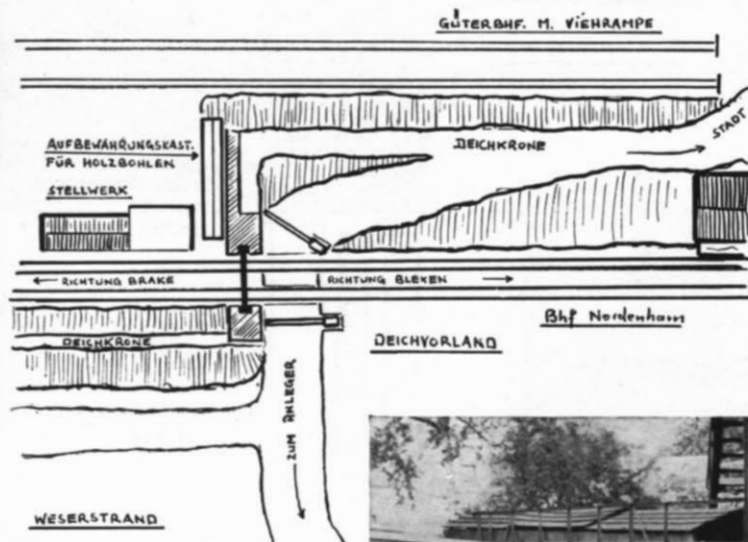 GÜTERBHF. M. VIEHRAMPE
STADT
DEICHKRONE
AUFBEWAHRUNGSKAST.
FÜR HOLZBOHLEN
STELLWERK
RICHTUNG BRAKE
RICHTUNG BLEXEN
Bhf Nordenham
DEICHKRONE
DEICHVORLAND
ZUM ANLEGER
WESERSTRAND